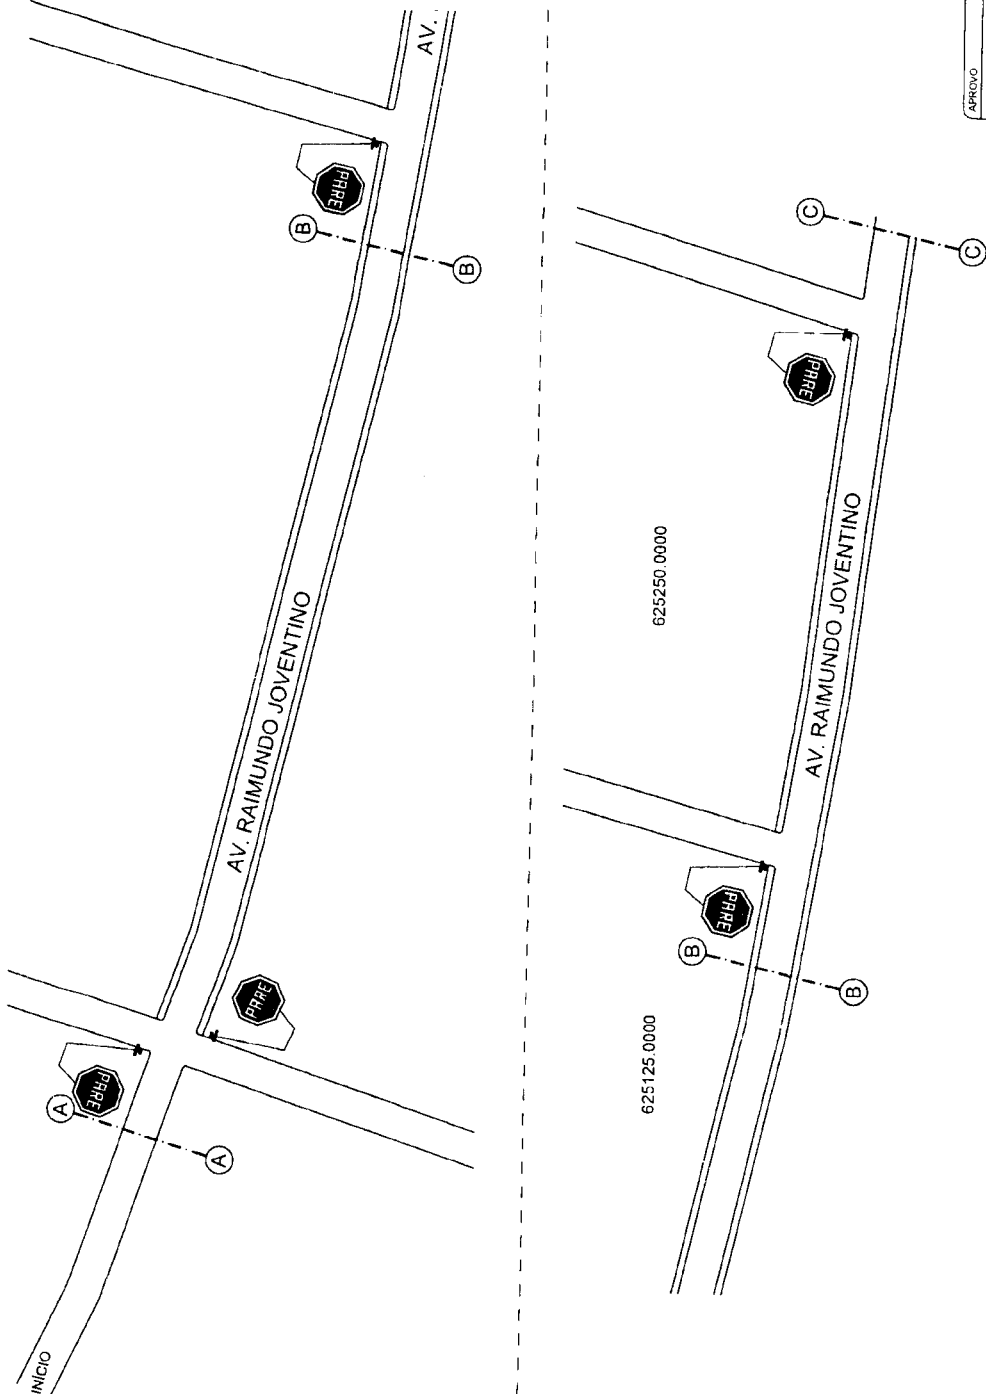 INÍCIO
A
A
PARE
PARE
AV. RAIMUNDO JOVENTINO
B
B
PARE
AV.
625125.0000
B
B
PARE
625250.0000
AV. RAIMUNDO JOVENTINO
PARE
C
C
APROVO